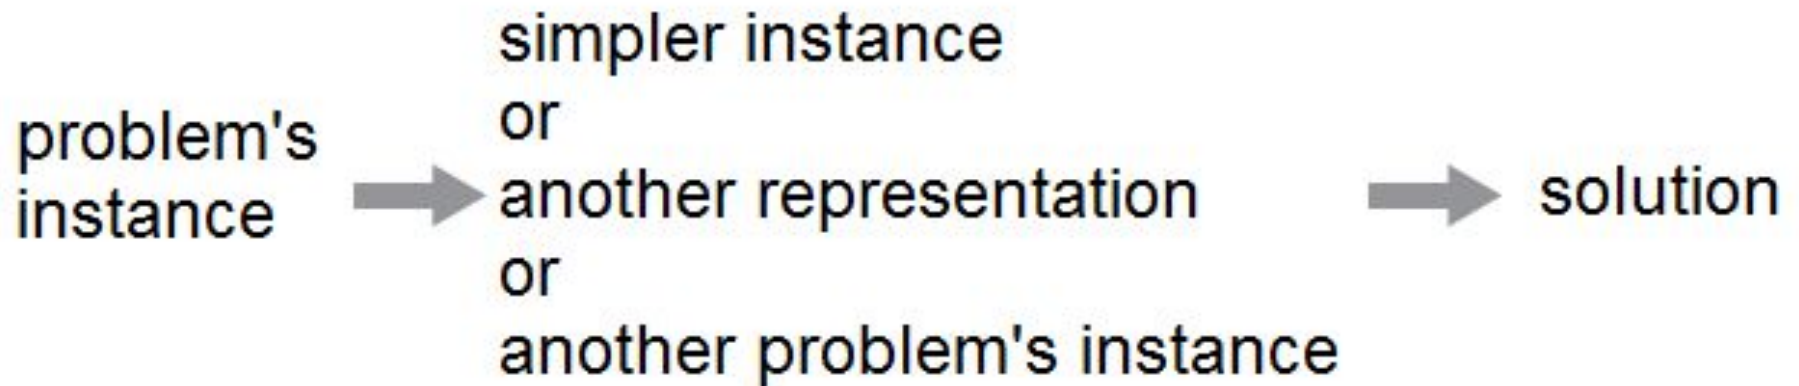 problem's
instance
simpler instance
or
another representation
or
another problem's instance
solution